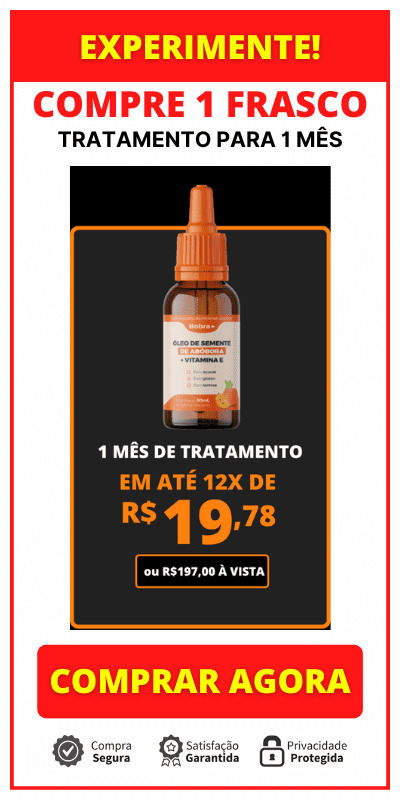 EXPERIMENTE!
COMPRE 1 FRASCO
TRATAMENTO PARA 1 MÊS
Bobra+
ÓLEO DE SEMENTE
DE ABÓBORA
+ VITAMINA E
1 MÊS DE TRATAMENTO
EM ATÉ 12X DE
R$ 19,78
ou R$197,00 À VISTA
COMPRAR AGORA
Compra
Segura
Satisfação
Garantida
Privacidade
Protegida